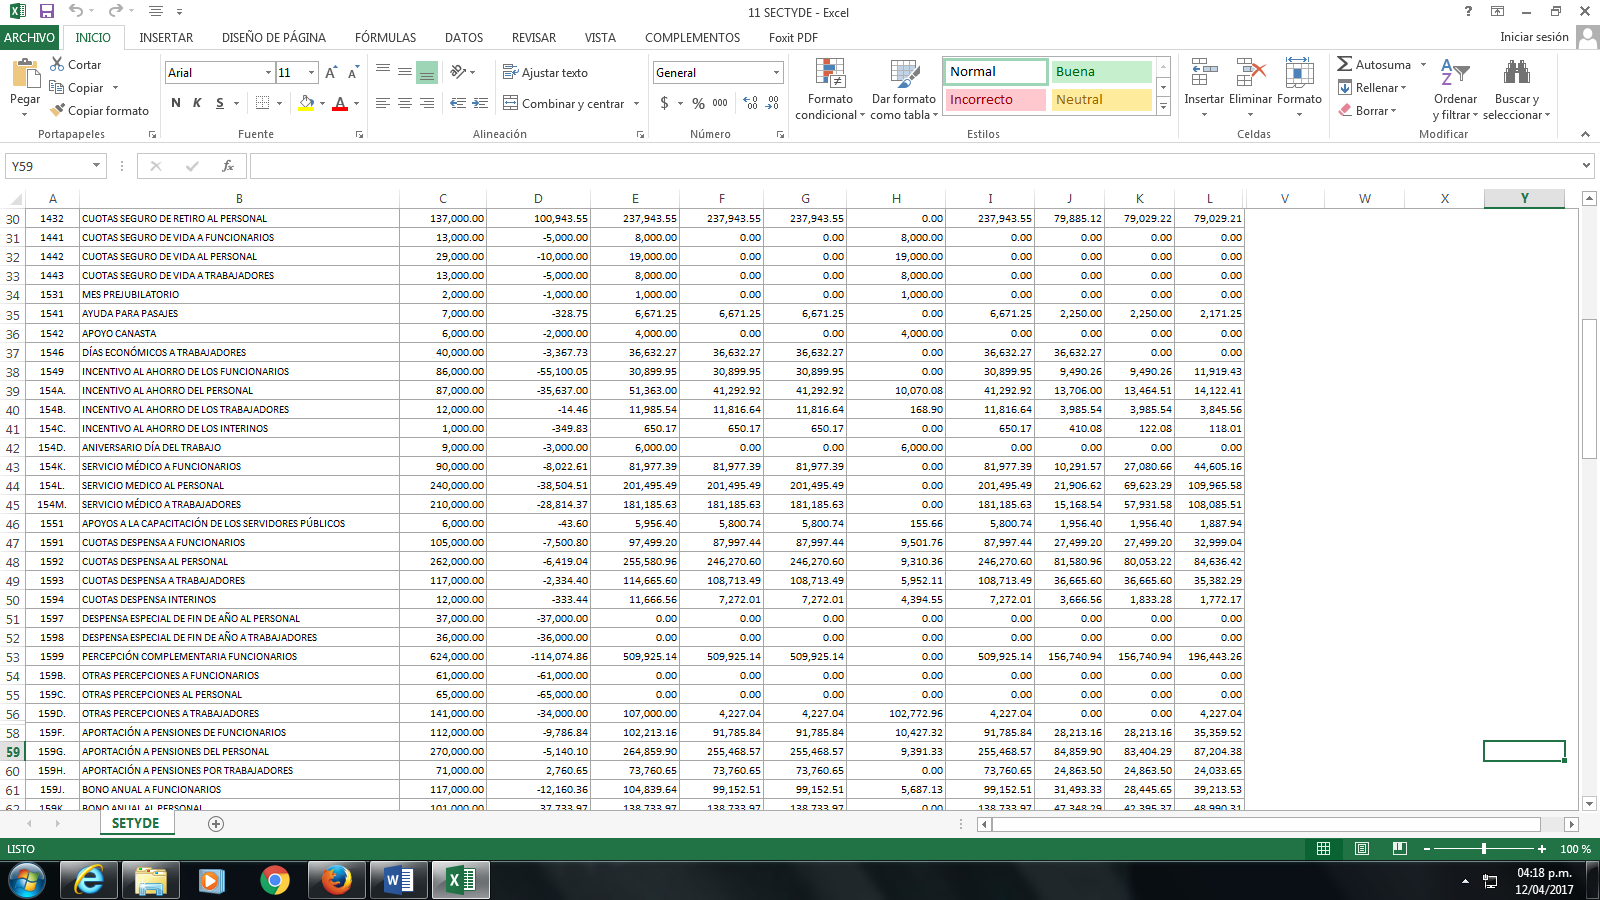 11 SECTYDE - Excel
ARCHIVO INICIO INSERTAR DISEÑO DE PÁGINA FÓRMULAS DATOS REVISAR VISTA COMPLEMENTOS Foxit PDF Iniciar sesión
Pegar
Cortar
Copiar
Copiar formato
Portapapeles
Arial 11
N K S
Fuente
Ajustar texto
Combinar y centrar
Alineación
General
$ % 000
Número
Formato condicional
Dar formato como tabla
Normal Buena
Incorrecto Neutral
Estilos
Insertar Eliminar Formato
Celdas
Autosuma
Rellenar
Borrar
Ordenar y filtrar
Buscar y seleccionar
Modificar
Y59 fx
A B C D E F G H I J K L V W X Y
30 1432 CUOTAS SEGURO DE RETIRO AL PERSONAL 137,000.00 100,943.55 237,943.55 237,943.55 237,943.55 0.00 237,943.55 79,885.12 79,029.22 79,029.21
31 1441 CUOTAS SEGURO DE VIDA A FUNCIONARIOS 13,000.00 -5,000.00 8,000.00 0.00 0.00 8,000.00 0.00 0.00 0.00 0.00
32 1442 CUOTAS SEGURO DE VIDA AL PERSONAL 29,000.00 -10,000.00 19,000.00 0.00 0.00 19,000.00 0.00 0.00 0.00 0.00
33 1443 CUOTAS SEGURO DE VIDA A TRABAJADORES 13,000.00 -5,000.00 8,000.00 0.00 0.00 8,000.00 0.00 0.00 0.00 0.00
34 1531 MES PREJUBILATORIO 2,000.00 -1,000.00 1,000.00 0.00 0.00 1,000.00 0.00 0.00 0.00 0.00
35 1541 AYUDA PARA PASAJES 7,000.00 -328.75 6,671.25 6,671.25 6,671.25 0.00 6,671.25 2,250.00 2,250.00 2,171.25
36 1542 APOYO CANASTA 6,000.00 -2,000.00 4,000.00 0.00 0.00 4,000.00 0.00 0.00 0.00 0.00
37 1546 DÍAS ECONÓMICOS A TRABAJADORES 40,000.00 -3,367.73 36,632.27 36,632.27 36,632.27 0.00 36,632.27 36,632.27 0.00 0.00
38 1549 INCENTIVO AL AHORRO DE LOS FUNCIONARIOS 86,000.00 -55,100.05 30,899.95 30,899.95 30,899.95 0.00 30,899.95 9,490.26 9,490.26 11,919.43
39 154A. INCENTIVO AL AHORRO DEL PERSONAL 87,000.00 -35,637.00 51,363.00 41,292.92 41,292.92 10,070.08 41,292.92 13,706.00 13,464.51 14,122.41
40 154B. INCENTIVO AL AHORRO DE LOS TRABAJADORES 12,000.00 -14.46 11,985.54 11,816.64 11,816.64 168.90 11,816.64 3,985.54 3,985.54 3,845.56
41 154C. INCENTIVO AL AHORRO DE LOS INTERINOS 1,000.00 -349.83 650.17 650.17 650.17 0.00 650.17 410.08 122.08 118.01
42 154D. ANIVERSARIO DÍA DEL TRABAJO 9,000.00 -3,000.00 6,000.00 0.00 0.00 6,000.00 0.00 0.00 0.00 0.00
43 154K. SERVICIO MÉDICO A FUNCIONARIOS 90,000.00 -8,022.61 81,977.39 81,977.39 81,977.39 0.00 81,977.39 10,291.57 27,080.66 44,605.16
44 154L. SERVICIO MEDICO AL PERSONAL 240,000.00 -38,504.51 201,495.49 201,495.49 201,495.49 0.00 201,495.49 21,906.62 69,623.29 109,965.58
45 154M. SERVICIO MÉDICO A TRABAJADORES 210,000.00 -28,814.37 181,185.63 181,185.63 181,185.63 0.00 181,185.63 15,168.54 57,931.58 108,085.51
46 1551 APOYOS A LA CAPACITACIÓN DE LOS SERVIDORES PÚBLICOS 6,000.00 -43.60 5,956.40 5,800.74 5,800.74 155.66 5,800.74 1,956.40 1,956.40 1,887.94
47 1591 CUOTAS DESPENSA A FUNCIONARIOS 105,000.00 -7,500.80 97,499.20 87,997.44 87,997.44 9,501.76 87,997.44 27,499.20 27,499.20 32,999.04
48 1592 CUOTAS DESPENSA AL PERSONAL 262,000.00 -6,419.04 255,580.96 246,270.60 246,270.60 9,310.36 246,270.60 81,580.96 80,053.22 84,636.42
49 1593 CUOTAS DESPENSA A TRABAJADORES 117,000.00 -2,334.40 114,665.60 108,713.49 108,713.49 5,952.11 108,713.49 36,665.60 36,665.60 35,382.29
50 1594 CUOTAS DESPENSA INTERINOS 12,000.00 -333.44 11,666.56 7,272.01 7,272.01 4,394.55 7,272.01 3,666.56 1,833.28 1,772.17
51 1597 DESPENSA ESPECIAL DE FIN DE AÑO AL PERSONAL 37,000.00 -37,000.00 0.00 0.00 0.00 0.00 0.00 0.00 0.00 0.00
52 1598 DESPENSA ESPECIAL DE FIN DE AÑO A TRABAJADORES 36,000.00 -36,000.00 0.00 0.00 0.00 0.00 0.00 0.00 0.00 0.00
53 1599 PERCEPCIÓN COMPLEMENTARIA FUNCIONARIOS 624,000.00 -114,074.86 509,925.14 509,925.14 509,925.14 0.00 509,925.14 156,740.94 156,740.94 196,443.26
54 159B. OTRAS PERCEPCIONES A FUNCIONARIOS 61,000.00 -61,000.00 0.00 0.00 0.00 0.00 0.00 0.00 0.00 0.00
55 159C. OTRAS PERCEPCIONES AL PERSONAL 65,000.00 -65,000.00 0.00 0.00 0.00 0.00 0.00 0.00 0.00 0.00
56 159D. OTRAS PERCEPCIONES A TRABAJADORES 141,000.00 -34,000.00 107,000.00 4,227.04 4,227.04 102,772.96 4,227.04 0.00 0.00 4,227.04
58 159F. APORTACIÓN A PENSIONES DE FUNCIONARIOS 112,000.00 -9,786.84 102,213.16 91,785.84 91,785.84 10,427.32 91,785.84 28,213.16 28,213.16 35,359.52
59 159G. APORTACIÓN A PENSIONES DEL PERSONAL 270,000.00 -5,140.10 264,859.90 255,468.57 255,468.57 9,391.33 255,468.57 84,859.90 83,404.29 87,204.38
60 159H. APORTACIÓN A PENSIONES POR TRABAJADORES 71,000.00 2,760.65 73,760.65 73,760.65 73,760.65 0.00 73,760.65 24,863.50 24,863.50 24,033.65
61 159J. BONO ANUAL A FUNCIONARIOS 117,000.00 -12,160.36 104,839.64 99,152.51 99,152.51 5,687.13 99,152.51 31,493.33 28,445.65 39,213.53
62 159K. BONO ANUAL AL PERSONAL 101,000.00 37,733.97 138,733.97 138,733.97 138,733.97 0.00 138,733.97 47,348.29 42,395.37 48,990.31
SETYDE
LISTO 100 %
04:18 p.m.
12/04/2017